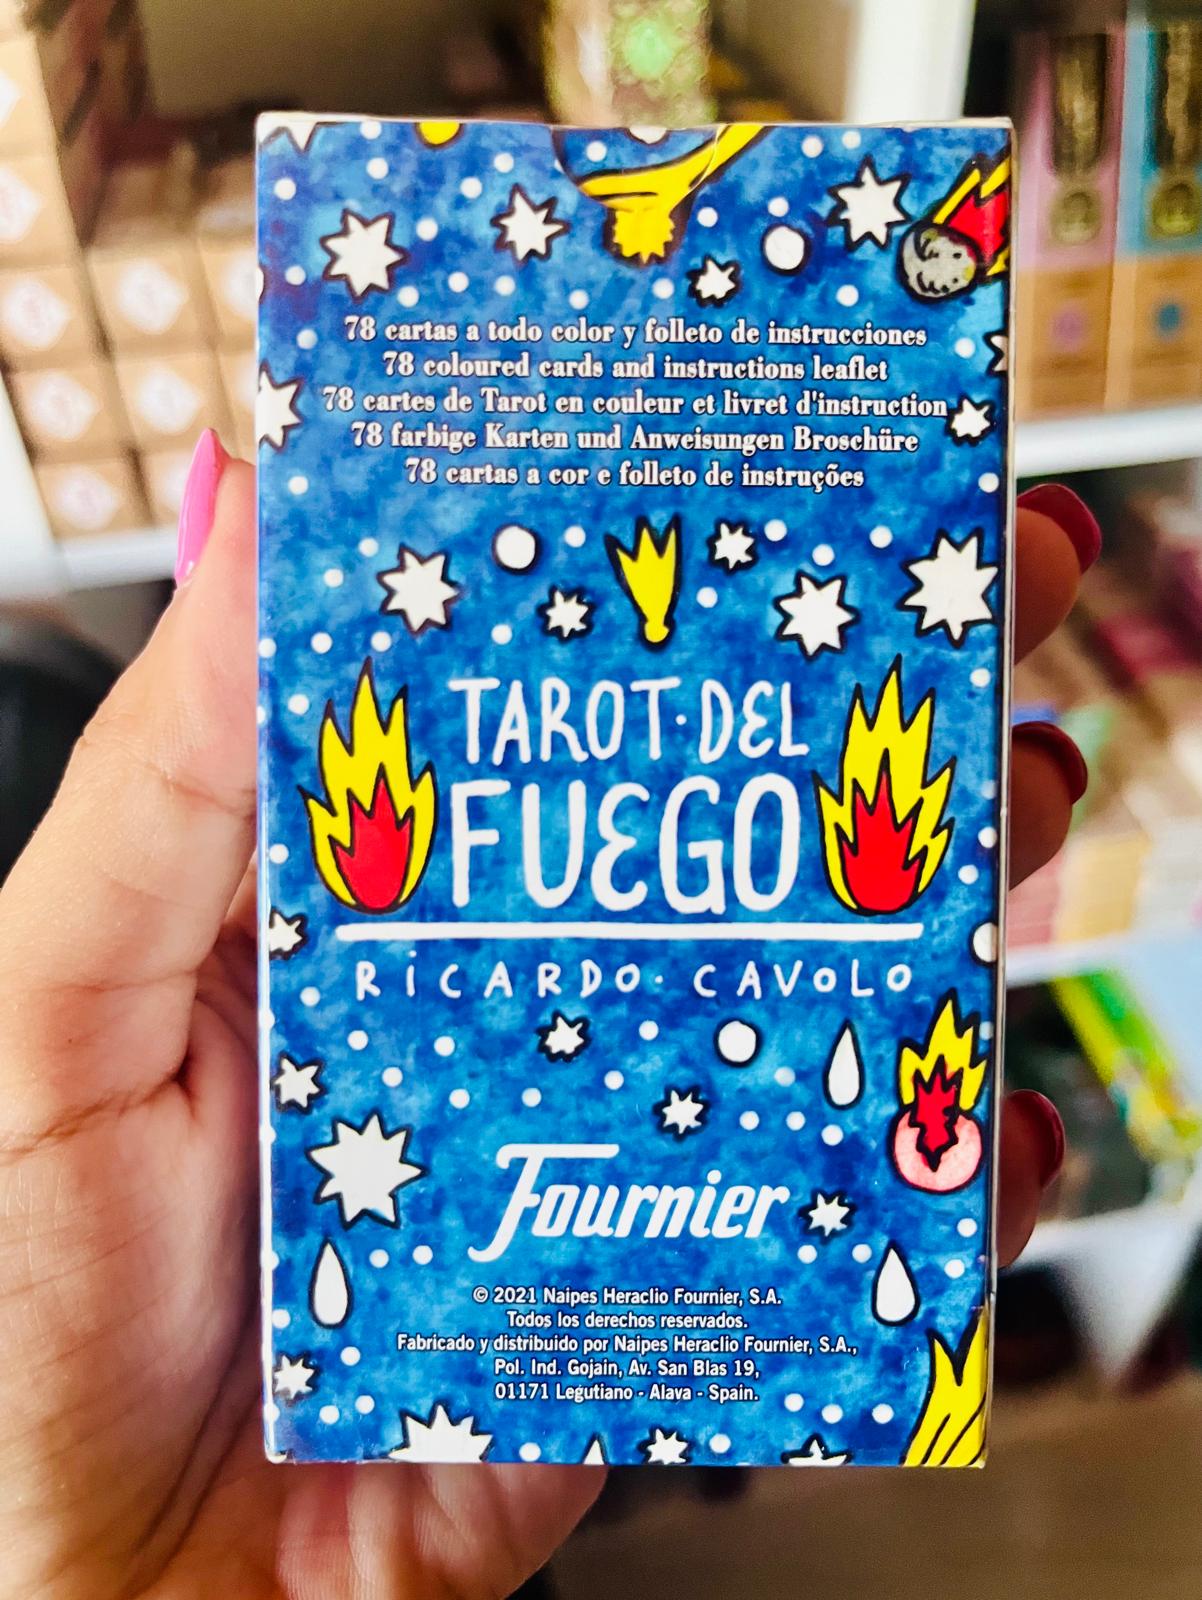 78 cartas a todo color y folleto de instrucciones
78 coloured cards and instructions leaflet
78 cartes de Tarot en couleur et livret d'instruction
78 farbige Karten und Anweisungen Broschüre
78 cartas a cor e folleto de instruções
TAROT·DEL
FUEGO
RiCARDO·CAVOLO
Fournier
© 2021 Naipes Heraclio Fournier, S.A.
Todos los derechos reservados.
Fabricado y distribuido por Naipes Heraclio Fournier, S.A.,
Pol. Ind. Gojain, Av. San Blas 19,
01171 Legutiano - Alava - Spain.